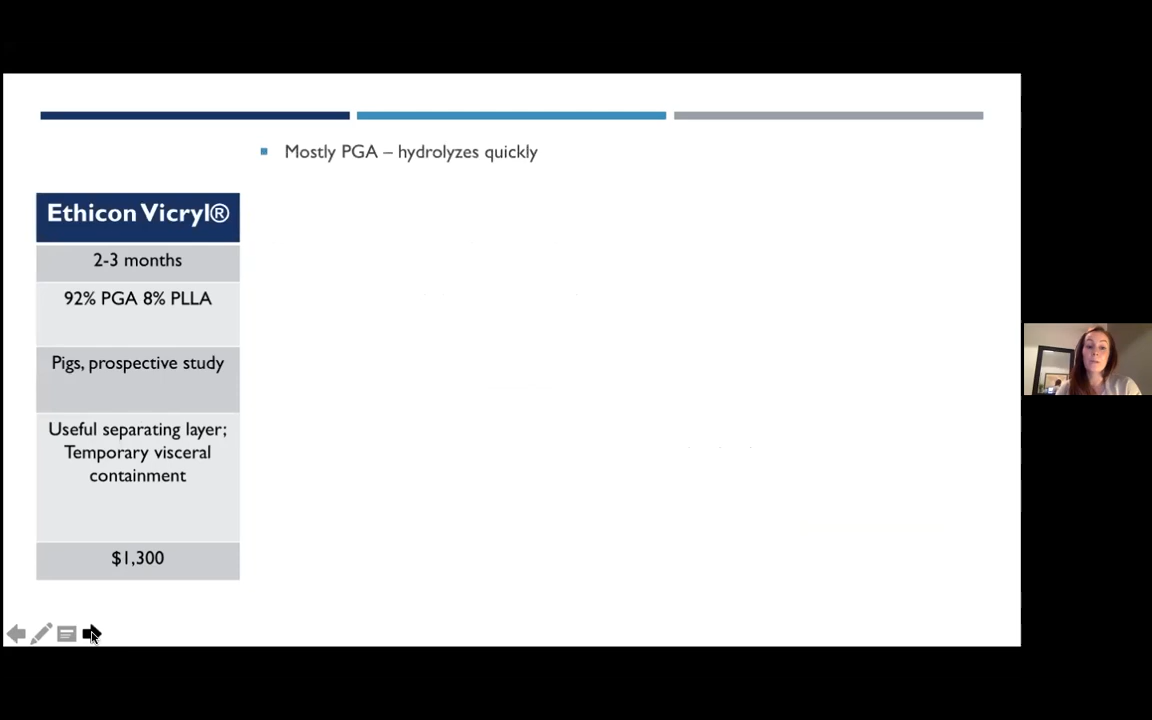 Mostly PGA – hydrolyzes quickly
Ethicon Vicryl®
2-3 months
92% PGA 8% PLLA
Pigs, prospective study
Useful separating layer;
Temporary visceral
containment
$1,300